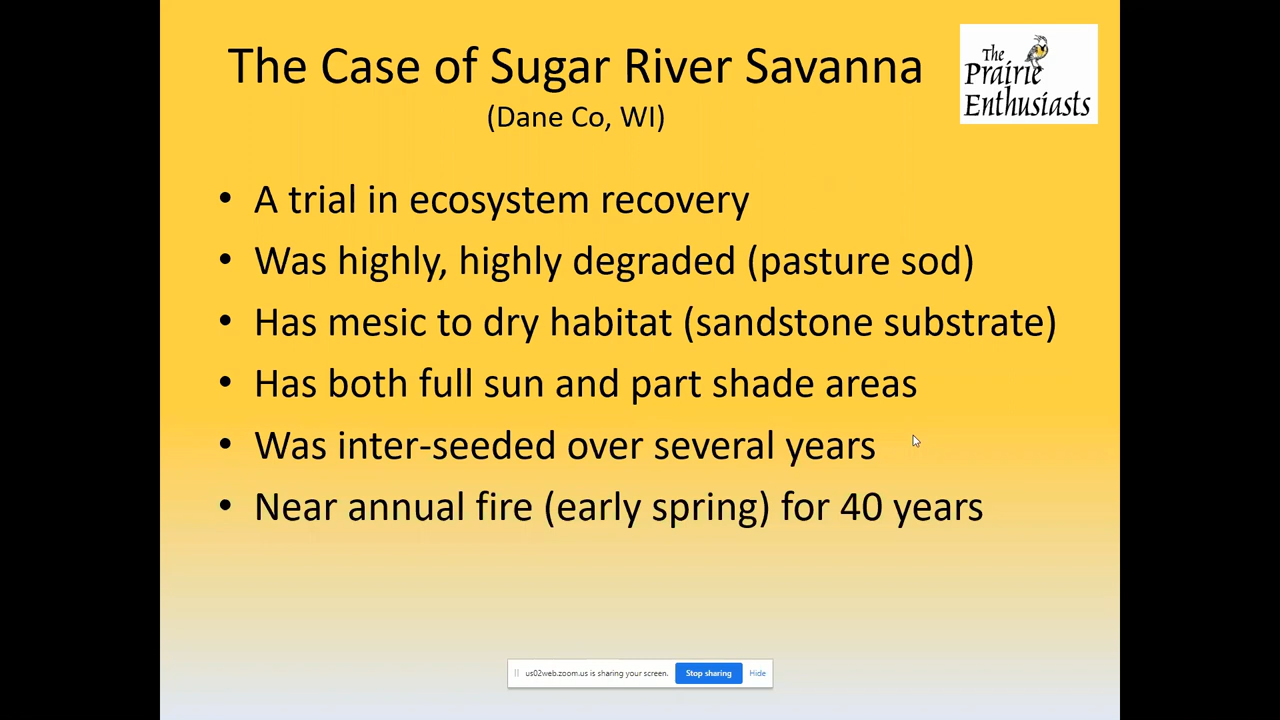 The Case of Sugar River Savanna
(Dane Co, WI)
The
Prairie
Enthusiasts
• A trial in ecosystem recovery
• Was highly, highly degraded (pasture sod)
• Has mesic to dry habitat (sandstone substrate)
• Has both full sun and part shade areas
• Was inter-seeded over several years
• Near annual fire (early spring) for 40 years
us02web.zoom.us is sharing your screen. Stop sharing Hide